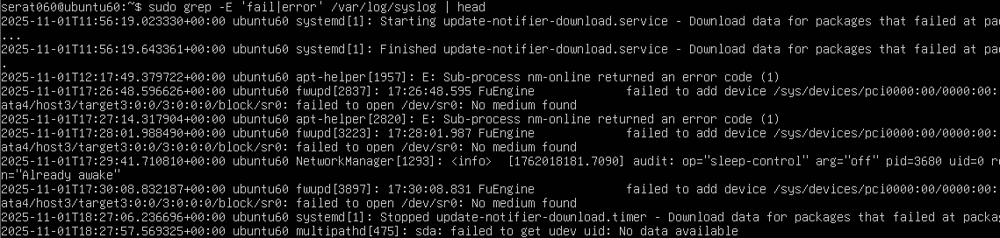 serat060@ubuntu60:~$ sudo grep -E 'fail|error' /var/log/syslog | head
2025-11-01T11:56:19.023330+00:00 ubuntu60 systemd[1]: Starting update-notifier-download.service - Download data for packages that failed at pac
...
2025-11-01T11:56:19.643361+00:00 ubuntu60 systemd[1]: Finished update-notifier-download.service - Download data for packages that failed at pac
.
2025-11-01T12:17:49.379722+00:00 ubuntu60 apt-helper[1957]: E: Sub-process nm-online returned an error code (1)
2025-11-01T17:26:48.596626+00:00 ubuntu60 fwupd[2837]: 17:26:48.595 FuEngine             failed to add device /sys/devices/pci0000:00/0000:00:
ata4/host3/target3:0:0/3:0:0:0/block/sr0: failed to open /dev/sr0: No medium found
2025-11-01T17:27:14.317904+00:00 ubuntu60 apt-helper[2820]: E: Sub-process nm-online returned an error code (1)
2025-11-01T17:28:01.988490+00:00 ubuntu60 fwupd[3223]: 17:28:01.987 FuEngine             failed to add device /sys/devices/pci0000:00/0000:00:
ata4/host3/target3:0:0/3:0:0:0/block/sr0: failed to open /dev/sr0: No medium found
2025-11-01T17:29:41.710810+00:00 ubuntu60 NetworkManager[1293]: <info>  [1762018181.7090] audit: op="sleep-control" arg="off" pid=3680 uid=0 re
n="Already awake"
2025-11-01T17:30:08.832187+00:00 ubuntu60 fwupd[3897]: 17:30:08.831 FuEngine             failed to add device /sys/devices/pci0000:00/0000:00:
ata4/host3/target3:0:0/3:0:0:0/block/sr0: failed to open /dev/sr0: No medium found
2025-11-01T18:27:06.236696+00:00 ubuntu60 systemd[1]: Stopped update-notifier-download.timer - Download data for packages that failed at packag
2025-11-01T18:27:57.569325+00:00 ubuntu60 multipathd[475]: sda: failed to get udev uid: No data available